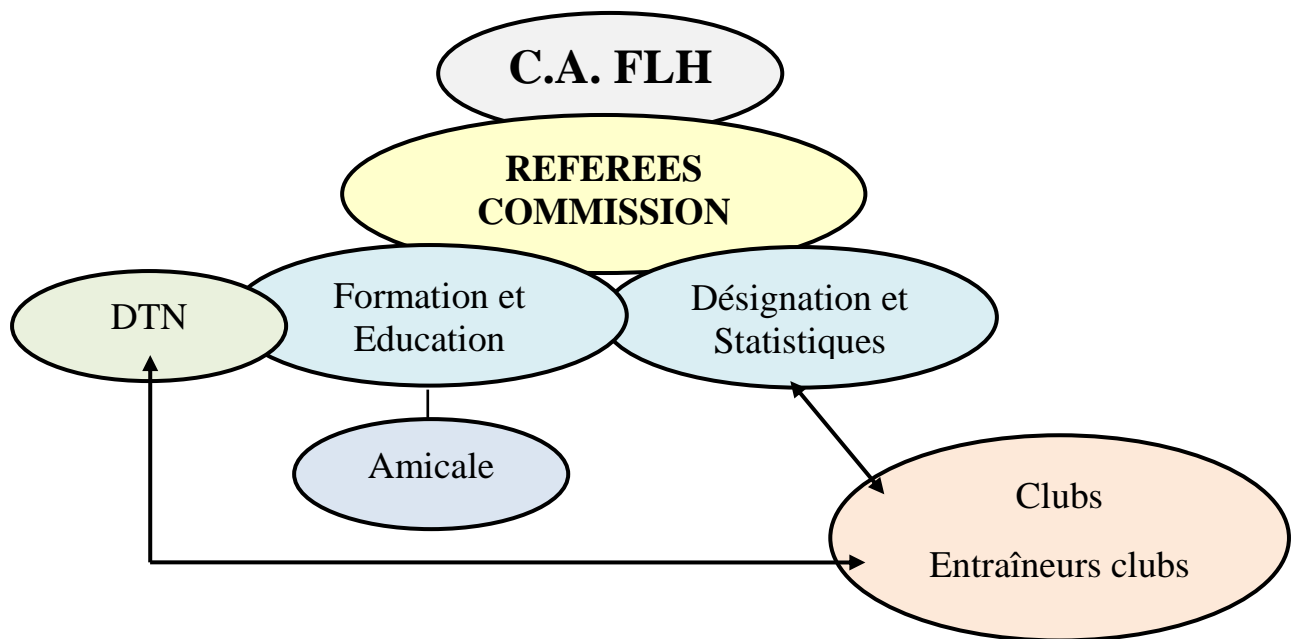 C.A. FLH
REFEREES
COMMISSION
DTN
Formation et
Education
Désignation et
Statistiques
Amicale
Clubs
Entraîneurs clubs